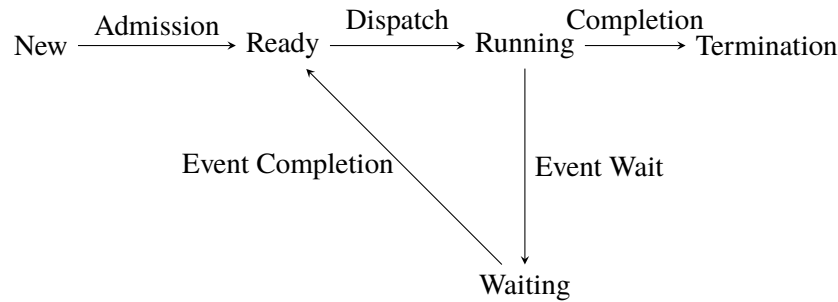 Admission Dispatch Completion
New Ready Running Termination
Event Completion Event Wait
Waiting